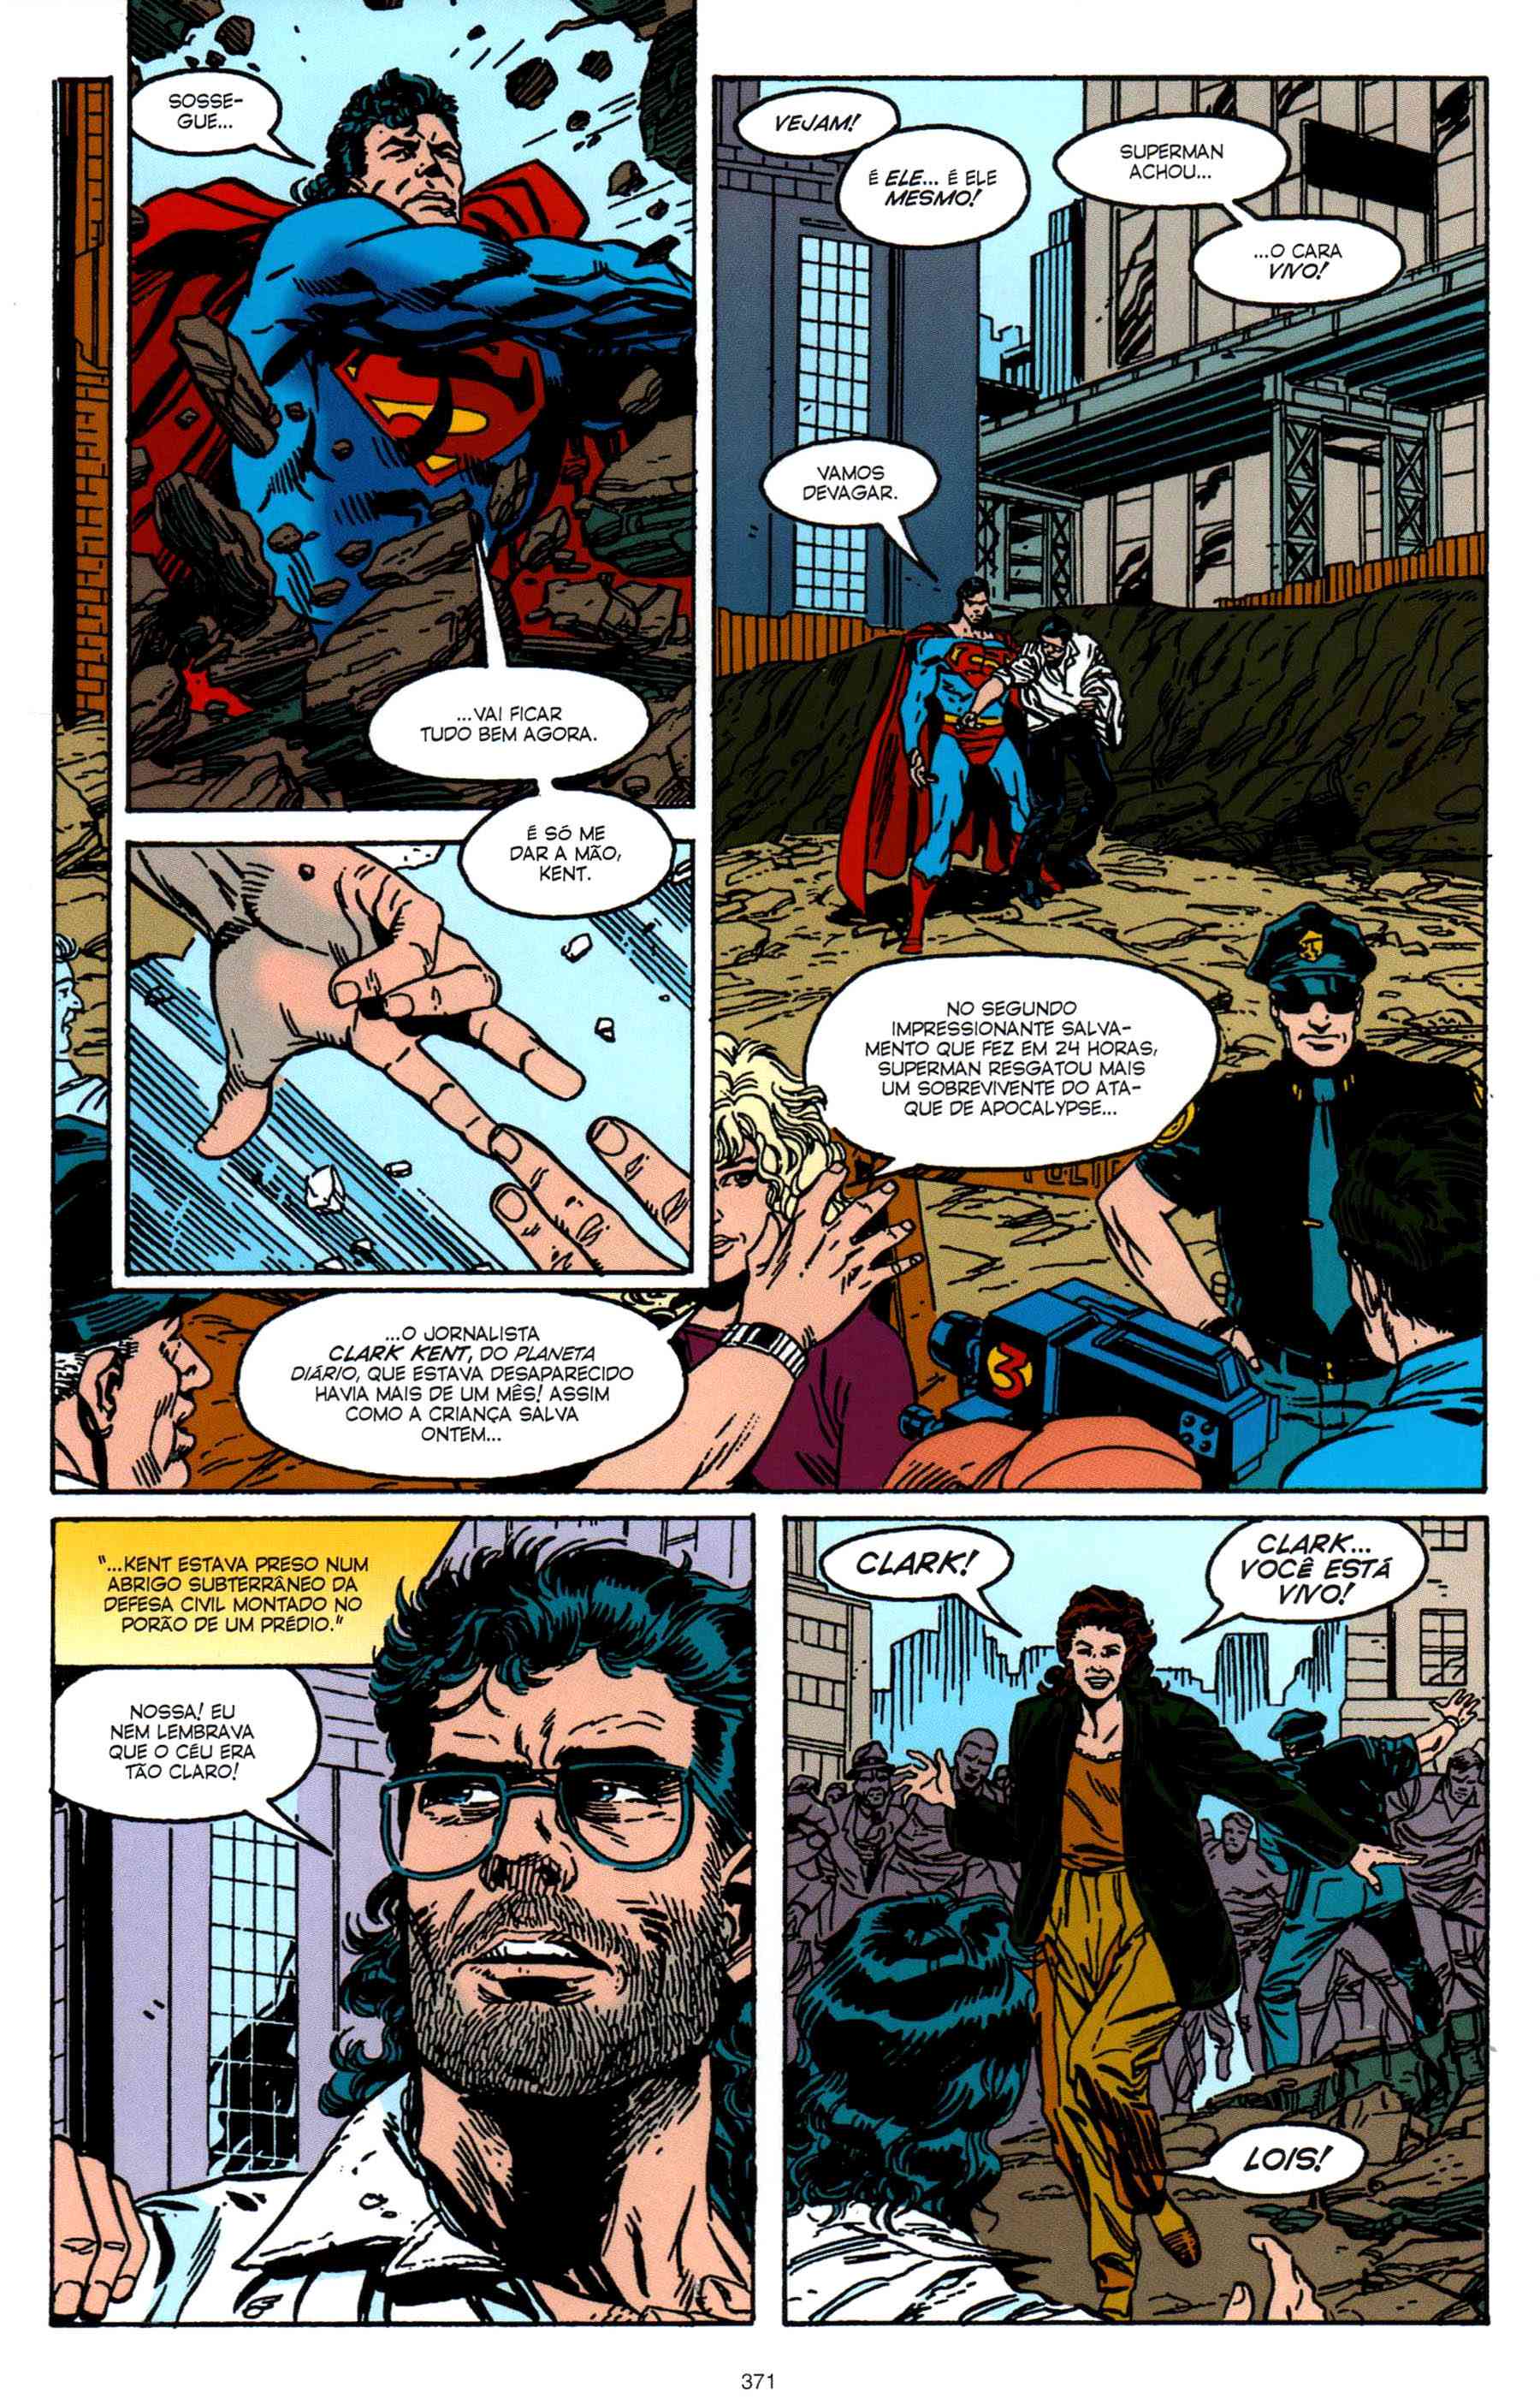 SOSSE-
GUE...
...VAI FICAR
TUDO BEM AGORA.
É SÓ ME
DAR A MÃO,
KENT.
VEJAM!
É ELE... É ELE
MESMO!
SUPERMAN
ACHOU...
...O CARA
VIVO!
VAMOS
DEVAGAR.
NO SEGUNDO
IMPRESSIONANTE SALVA-
MENTO QUE FEZ EM 24 HORAS,
SUPERMAN RESGATOU MAIS
UM SOBREVIVENTE DO ATA-
QUE DE APOCALYPSE...
POLIC
3
...O JORNALISTA
CLARK KENT, DO PLANETA
DIÁRIO, QUE ESTAVA DESAPARECIDO
HAVIA MAIS DE UM MÊS! ASSIM
COMO A CRIANÇA SALVA
ONTEM...
"...KENT ESTAVA PRESO NUM
ABRIGO SUBTERRÂNEO DA
DEFESA CIVIL MONTADO NO
PORÃO DE UM PRÉDIO."
NOSSA! EU
NEM LEMBRAVA
QUE O CÉU ERA
TÃO CLARO!
CLARK!
CLARK...
VOCÊ ESTÁ
VIVO!
LOIS!
371